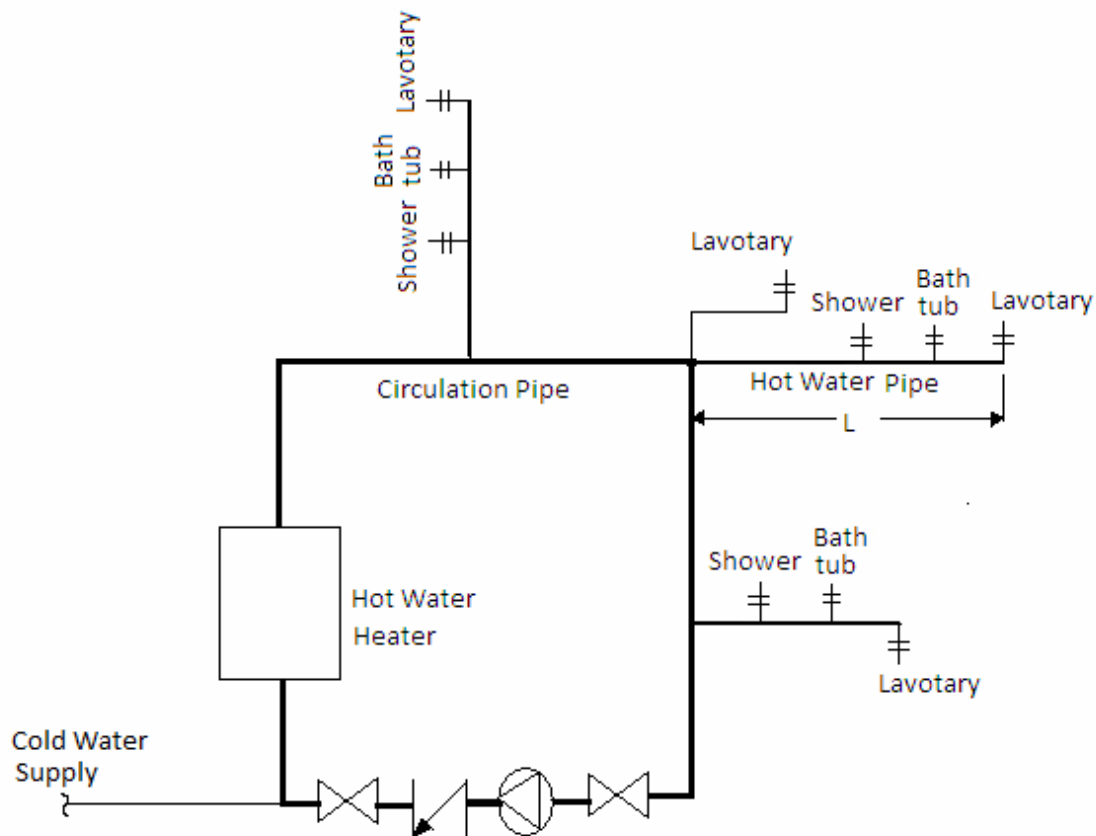 Lavotary
Bath
tub
Shower
Lavotary
Shower
Bath
tub
Lavotary
Circulation Pipe
Hot Water Pipe
L
Shower
Bath
tub
Hot Water
Heater
Lavotary
Cold Water
Supply